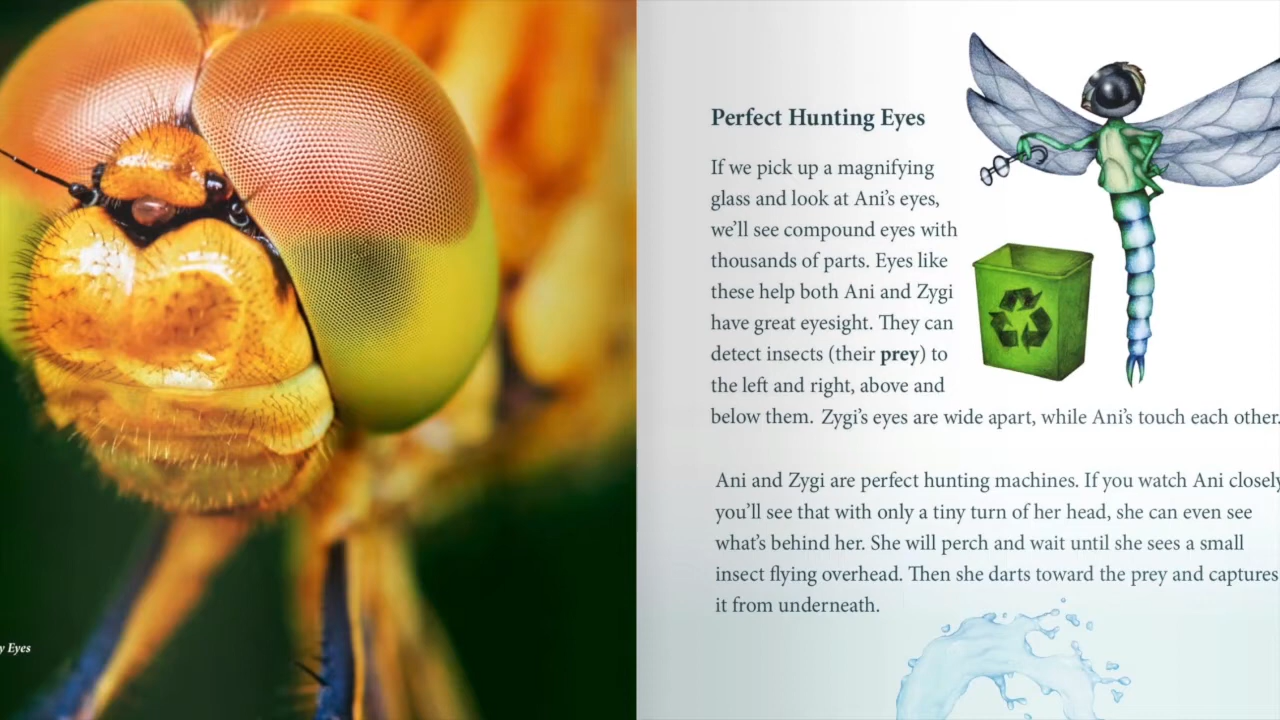 Perfect Hunting Eyes
If we pick up a magnifying
glass and look at Ani’s eyes,
we’ll see compound eyes with
thousands of parts. Eyes like
these help both Ani and Zygi
have great eyesight. They can
detect insects (their prey) to
the left and right, above and
below them. Zygi’s eyes are wide apart, while Ani’s touch each other.
Ani and Zygi are perfect hunting machines. If you watch Ani closely
you’ll see that with only a tiny turn of her head, she can even see
what’s behind her. She will perch and wait until she sees a small
insect flying overhead. Then she darts toward the prey and captures
it from underneath.
y Eyes